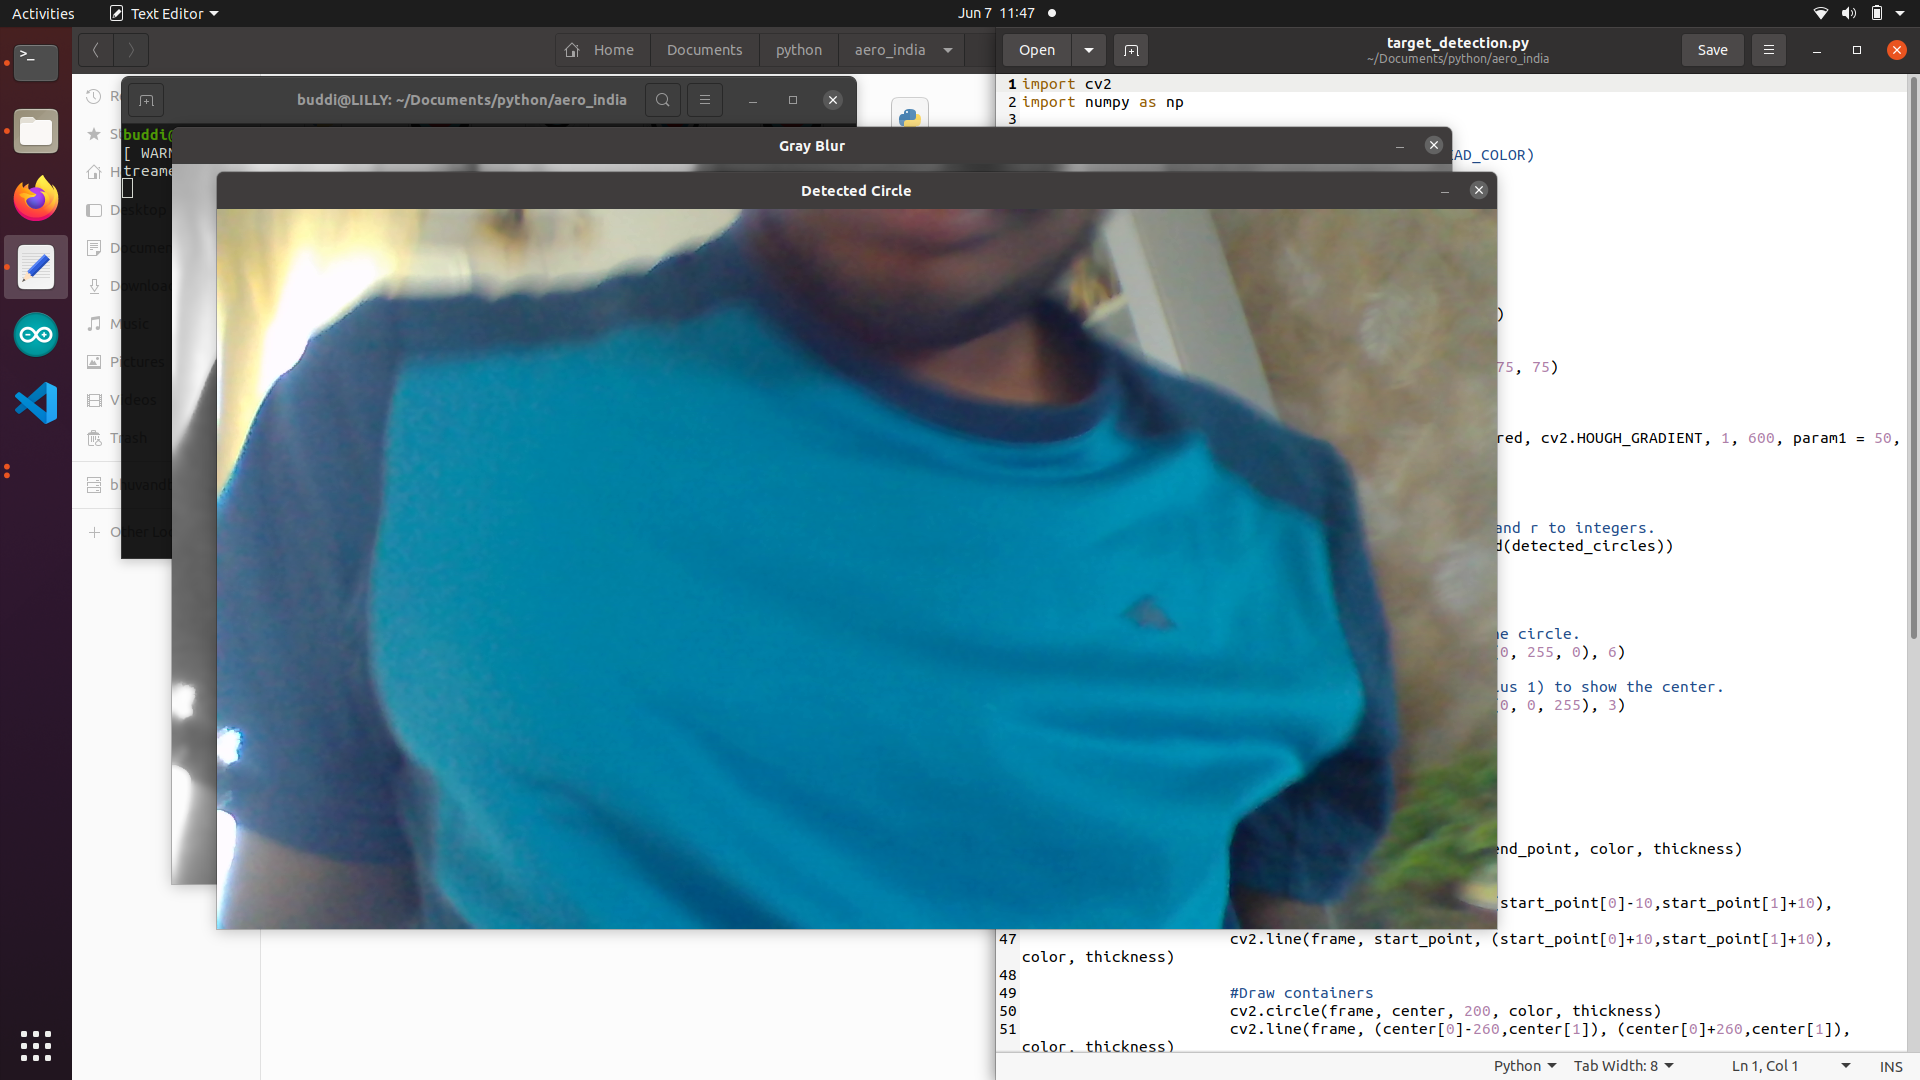 Activities
Text Editor
Jun 7 11:47
Home
Documents
python
aero_india
Open
target_detection.py
~/Documents/python/aero_india
Save
buddi@LILLY: ~/Documents/python/aero_india
buddi@
[ WARN
treame
Desktop
Music
Pictures
Videos
Trash
Gray Blur
Detected Circle
1 import cv2
2 import numpy as np
3
AD_COLOR)
)
75, 75)
red, cv2.HOUGH_GRADIENT, 1, 600, param1 = 50,
and r to integers.
d(detected_circles))
e circle.
0, 255, 0), 6)
us 1) to show the center.
0, 0, 255), 3)
end_point, color, thickness)
start_point[0]-10,start_point[1]+10),
47 cv2.line(frame, start_point, (start_point[0]+10,start_point[1]+10),
color, thickness)
48
49 #Draw containers
50 cv2.circle(frame, center, 200, color, thickness)
51 cv2.line(frame, (center[0]-260,center[1]), (center[0]+260,center[1]),
color, thickness)
Python
Tab Width: 8
Ln 1, Col 1
INS